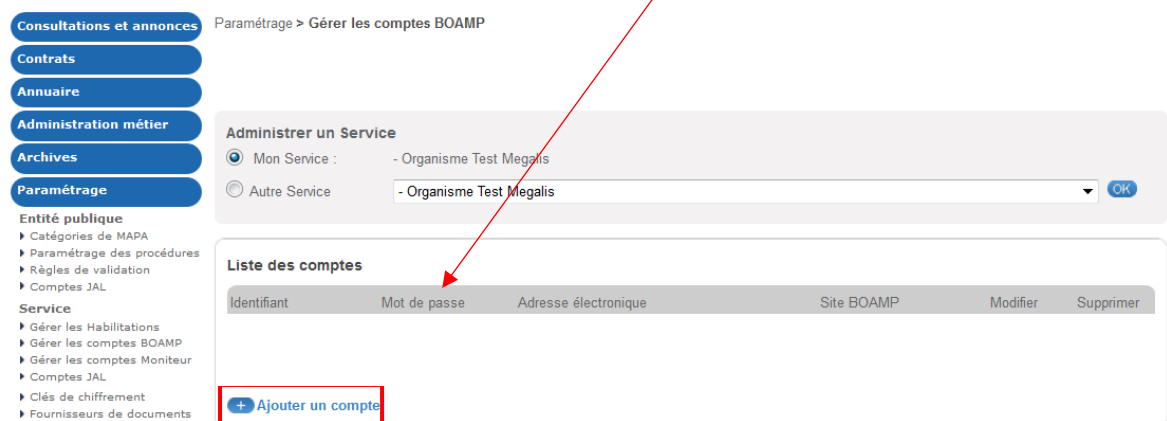 Consultations et annonces
Contrats
Annuaire
Administration métier
Archives
Paramétrage
Entité publique
Catégories de MAPA
Paramétrage des procédures
Règles de validation
Comptes JAL
Service
Gérer les Habilitations
Gérer les comptes BOAMP
Gérer les comptes Moniteur
Comptes JAL
Clés de chiffrement
Fournisseurs de documents
Paramétrage > Gérer les comptes BOAMP
Administrer un Service
Mon Service : - Organisme Test Megalis
Autre Service - Organisme Test Megalis OK
Liste des comptes
Identifiant Mot de passe Adresse électronique Site BOAMP Modifier Supprimer
+ Ajouter un compte